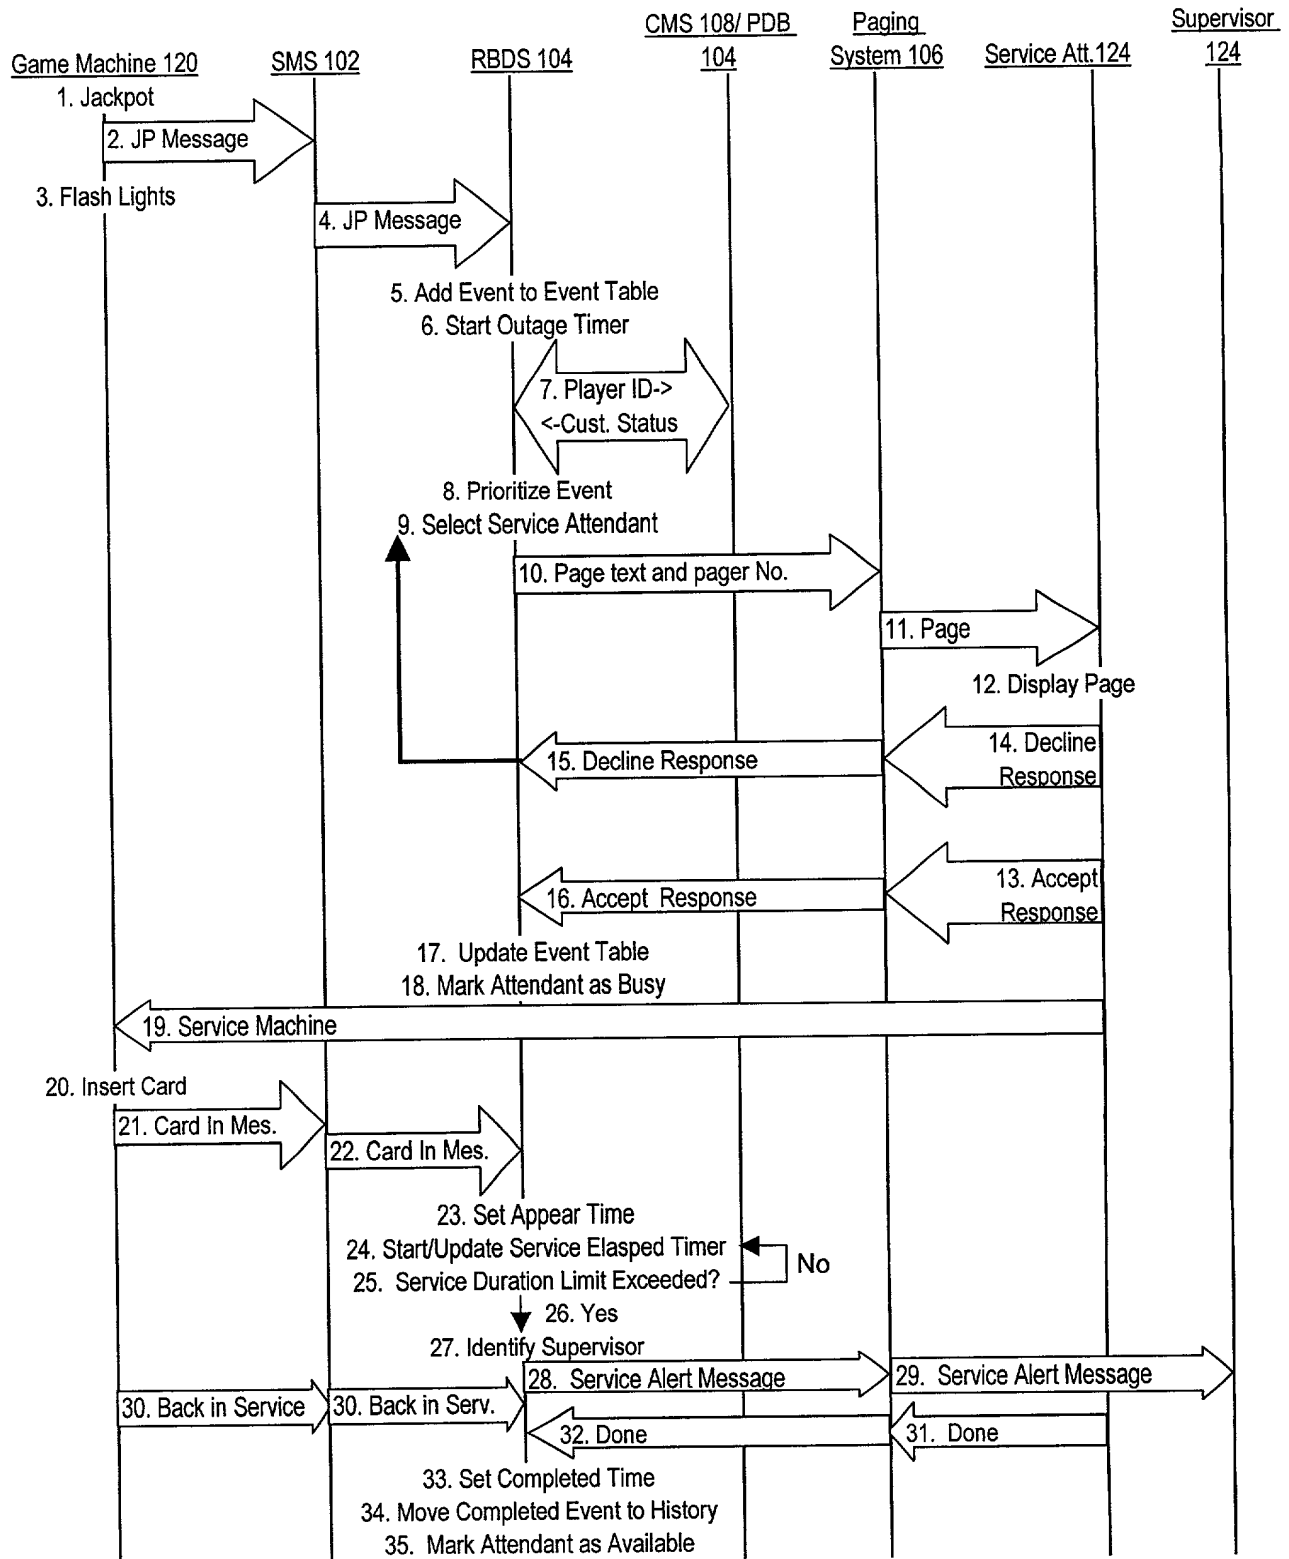 CMS 108/ PDB
104
Paging
System 106
Supervisor
124
Game Machine 120
SMS 102
RBDS 104
Service Att.124
1. Jackpot
2. JP Message
3. Flash Lights
4. JP Message
5. Add Event to Event Table
6. Start Outage Timer
7. Player ID->
<-Cust. Status
8. Prioritize Event
9. Select Service Attendant
10. Page text and pager No.
11. Page
12. Display Page
14. Decline
Response
15. Decline Response
13. Accept
Response
16. Accept Response
17. Update Event Table
18. Mark Attendant as Busy
19. Service Machine
20. Insert Card
21. Card In Mes.
22. Card In Mes.
23. Set Appear Time
24. Start/Update Service Elasped Timer
No
25. Service Duration Limit Exceeded?
26. Yes
27. Identify Supervisor
28. Service Alert Message
29. Service Alert Message
30. Back in Service
30. Back in Serv.
32. Done
31. Done
33. Set Completed Time
34. Move Completed Event to History
35. Mark Attendant as Available